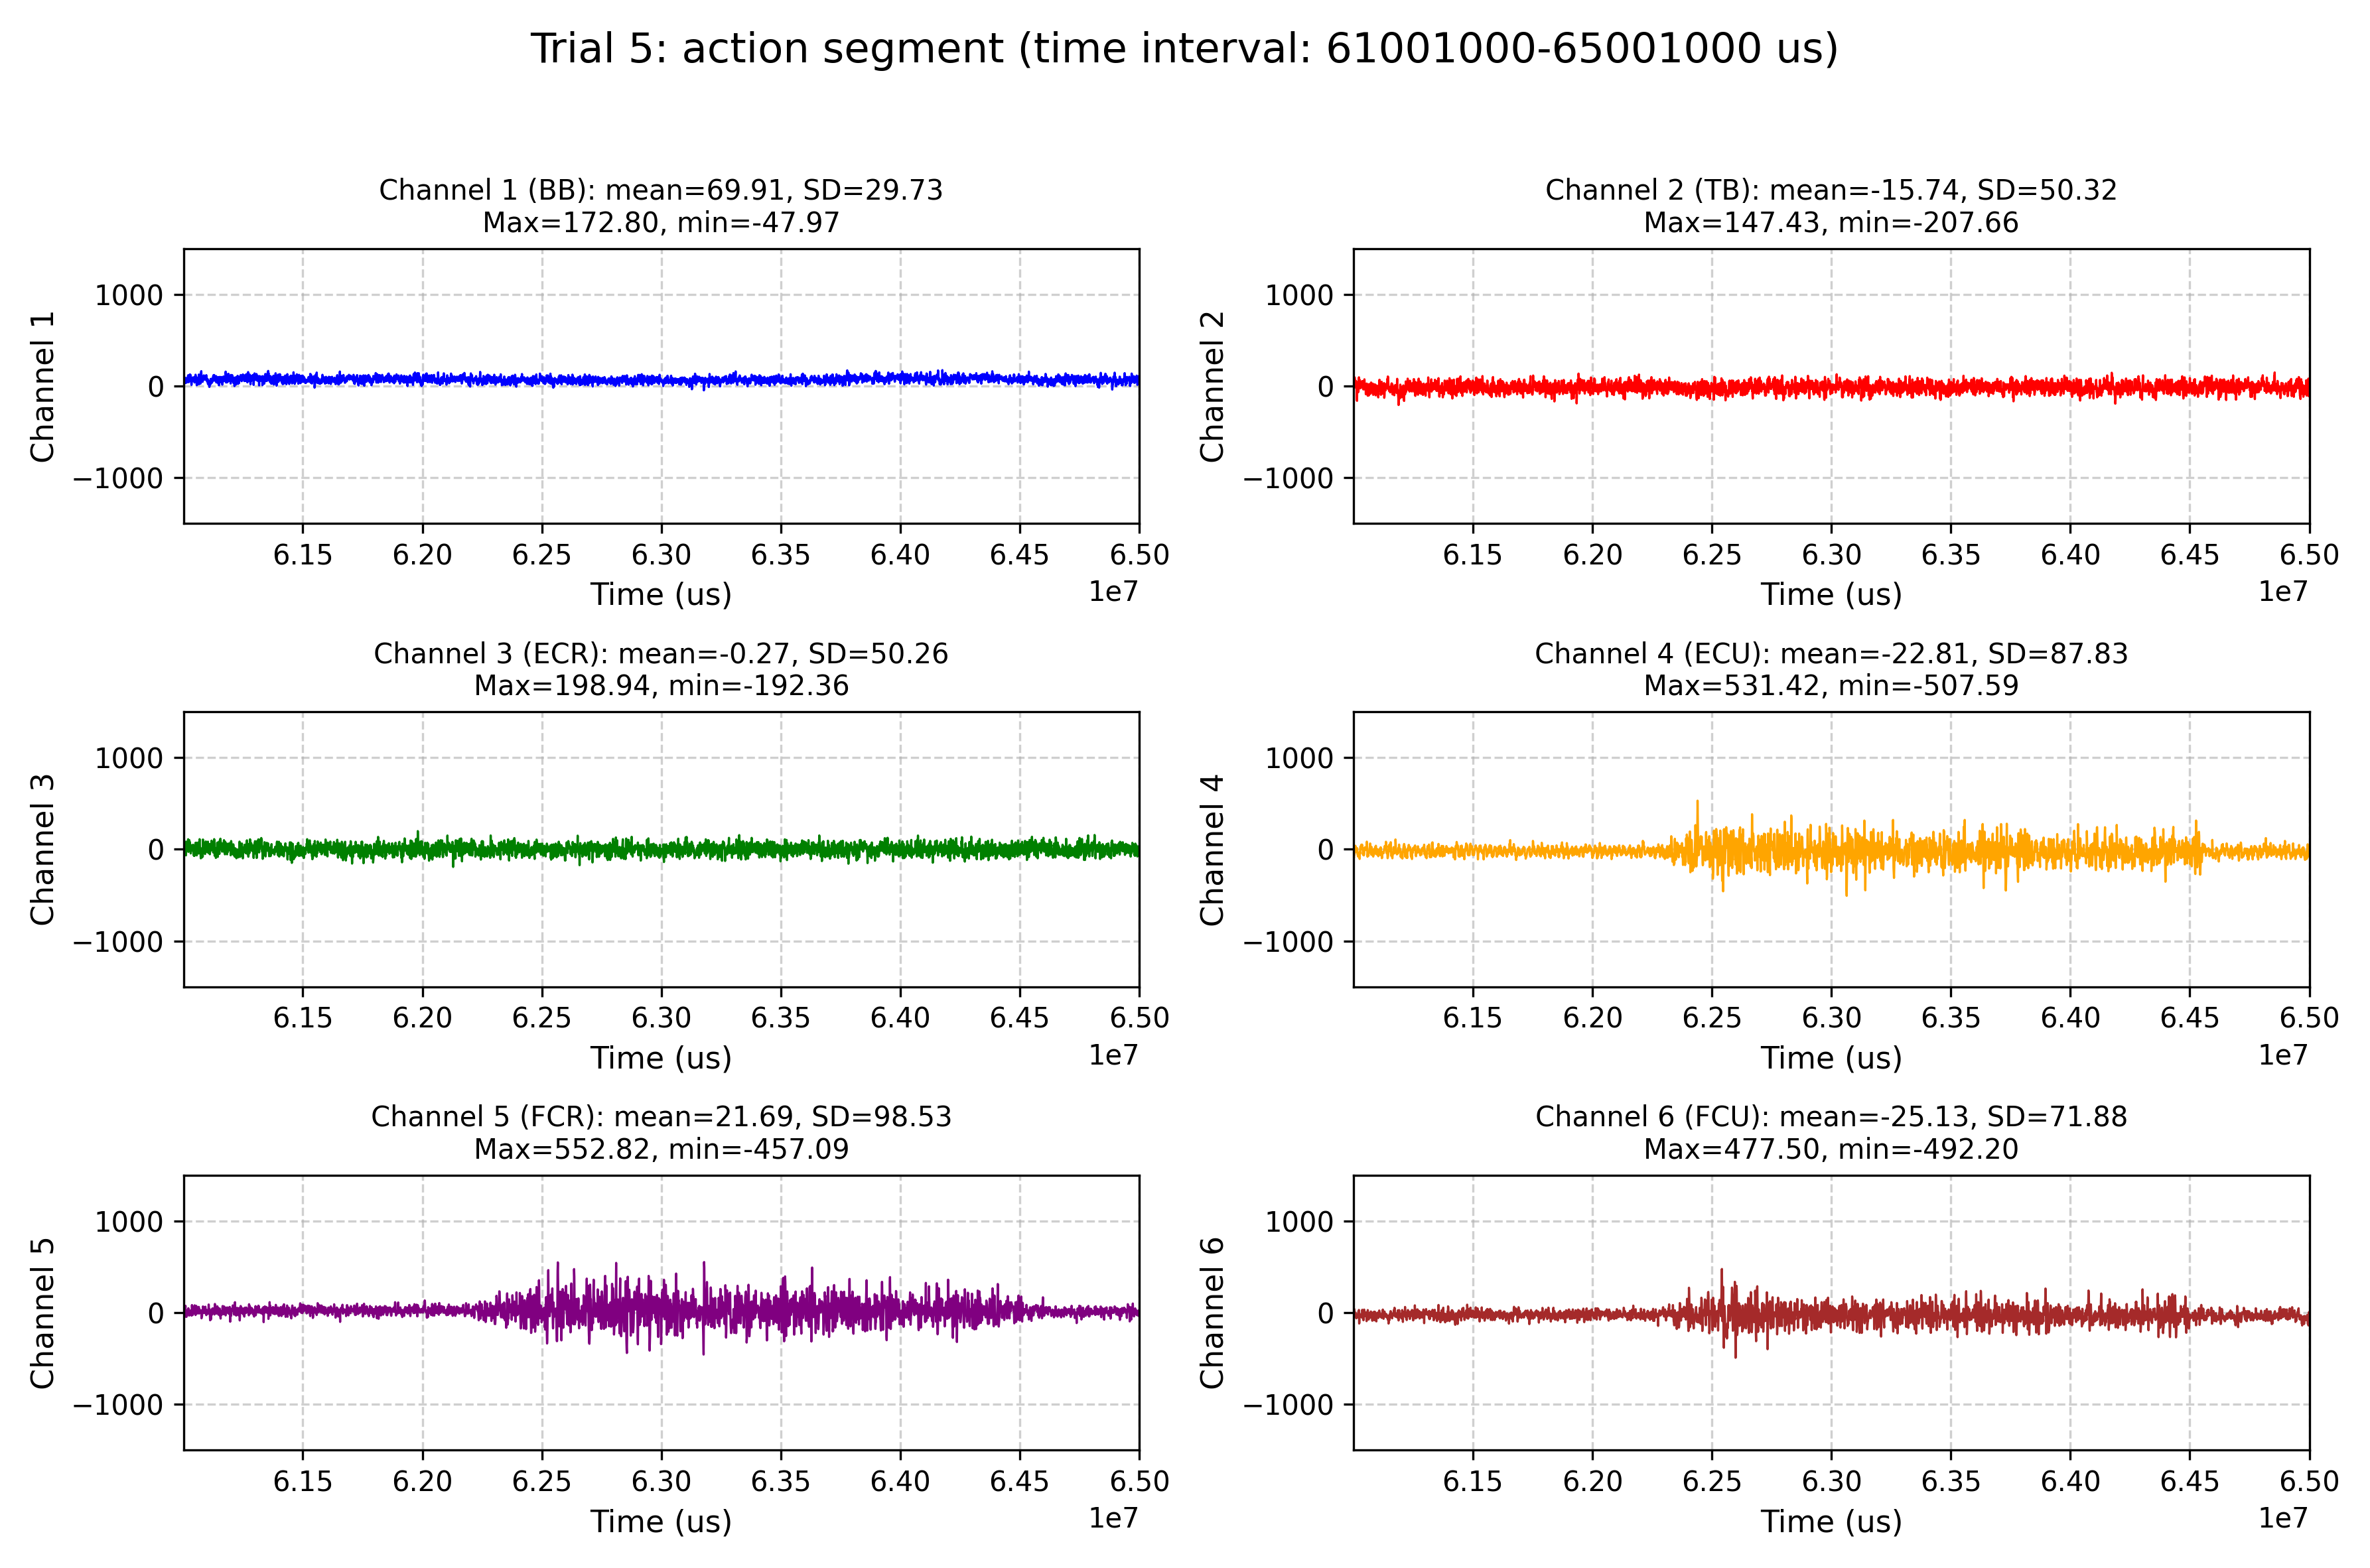 Trial 5: action segment (time interval: 61001000-65001000 us)
Channel 1 (BB): mean=69.91, SD=29.73
Max=172.80, min=-47.97
1000
0
−1000
Channel 1
6.15 6.20 6.25 6.30 6.35 6.40 6.45 6.50
1e7
Time (us)
Channel 2 (TB): mean=-15.74, SD=50.32
Max=147.43, min=-207.66
1000
0
−1000
Channel 2
6.15 6.20 6.25 6.30 6.35 6.40 6.45 6.50
1e7
Time (us)
Channel 3 (ECR): mean=-0.27, SD=50.26
Max=198.94, min=-192.36
1000
0
−1000
Channel 3
6.15 6.20 6.25 6.30 6.35 6.40 6.45 6.50
1e7
Time (us)
Channel 4 (ECU): mean=-22.81, SD=87.83
Max=531.42, min=-507.59
1000
0
−1000
Channel 4
6.15 6.20 6.25 6.30 6.35 6.40 6.45 6.50
1e7
Time (us)
Channel 5 (FCR): mean=21.69, SD=98.53
Max=552.82, min=-457.09
1000
0
−1000
Channel 5
6.15 6.20 6.25 6.30 6.35 6.40 6.45 6.50
1e7
Time (us)
Channel 6 (FCU): mean=-25.13, SD=71.88
Max=477.50, min=-492.20
1000
0
−1000
Channel 6
6.15 6.20 6.25 6.30 6.35 6.40 6.45 6.50
1e7
Time (us)